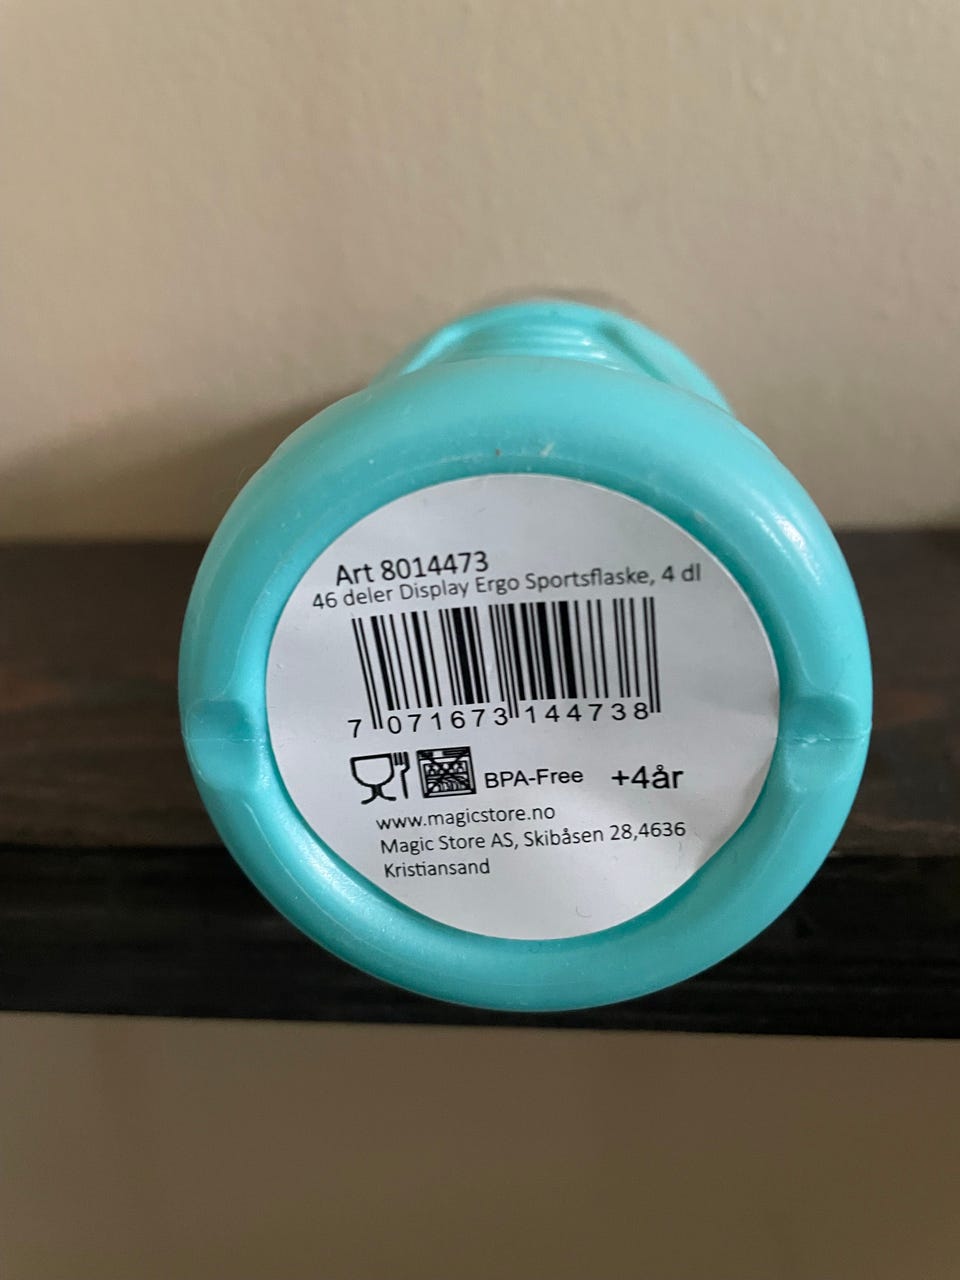 Art 8014473
46 deler Display Ergo Sportsflaske, 4 dl
7 071673 144738
BPA-Free +4år
www.magicstore.no
Magic Store AS, Skibåsen 28,4636
Kristiansand